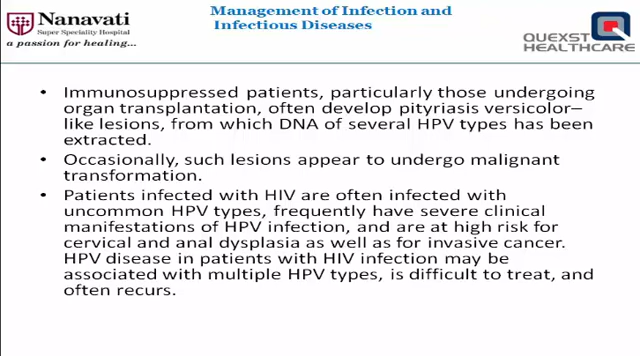 Nanavati
Super Speciality Hospital
a passion for healing...
Management of Infection and
Infectious Diseases
QUEXST
HEALTHCARE
• Immunosuppressed patients, particularly those undergoing
organ transplantation, often develop pityriasis versicolor–
like lesions, from which DNA of several HPV types has been
extracted.
• Occasionally, such lesions appear to undergo malignant
transformation.
• Patients infected with HIV are often infected with
uncommon HPV types, frequently have severe clinical
manifestations of HPV infection, and are at high risk for
cervical and anal dysplasia as well as for invasive cancer.
HPV disease in patients with HIV infection may be
associated with multiple HPV types, is difficult to treat, and
often recurs.